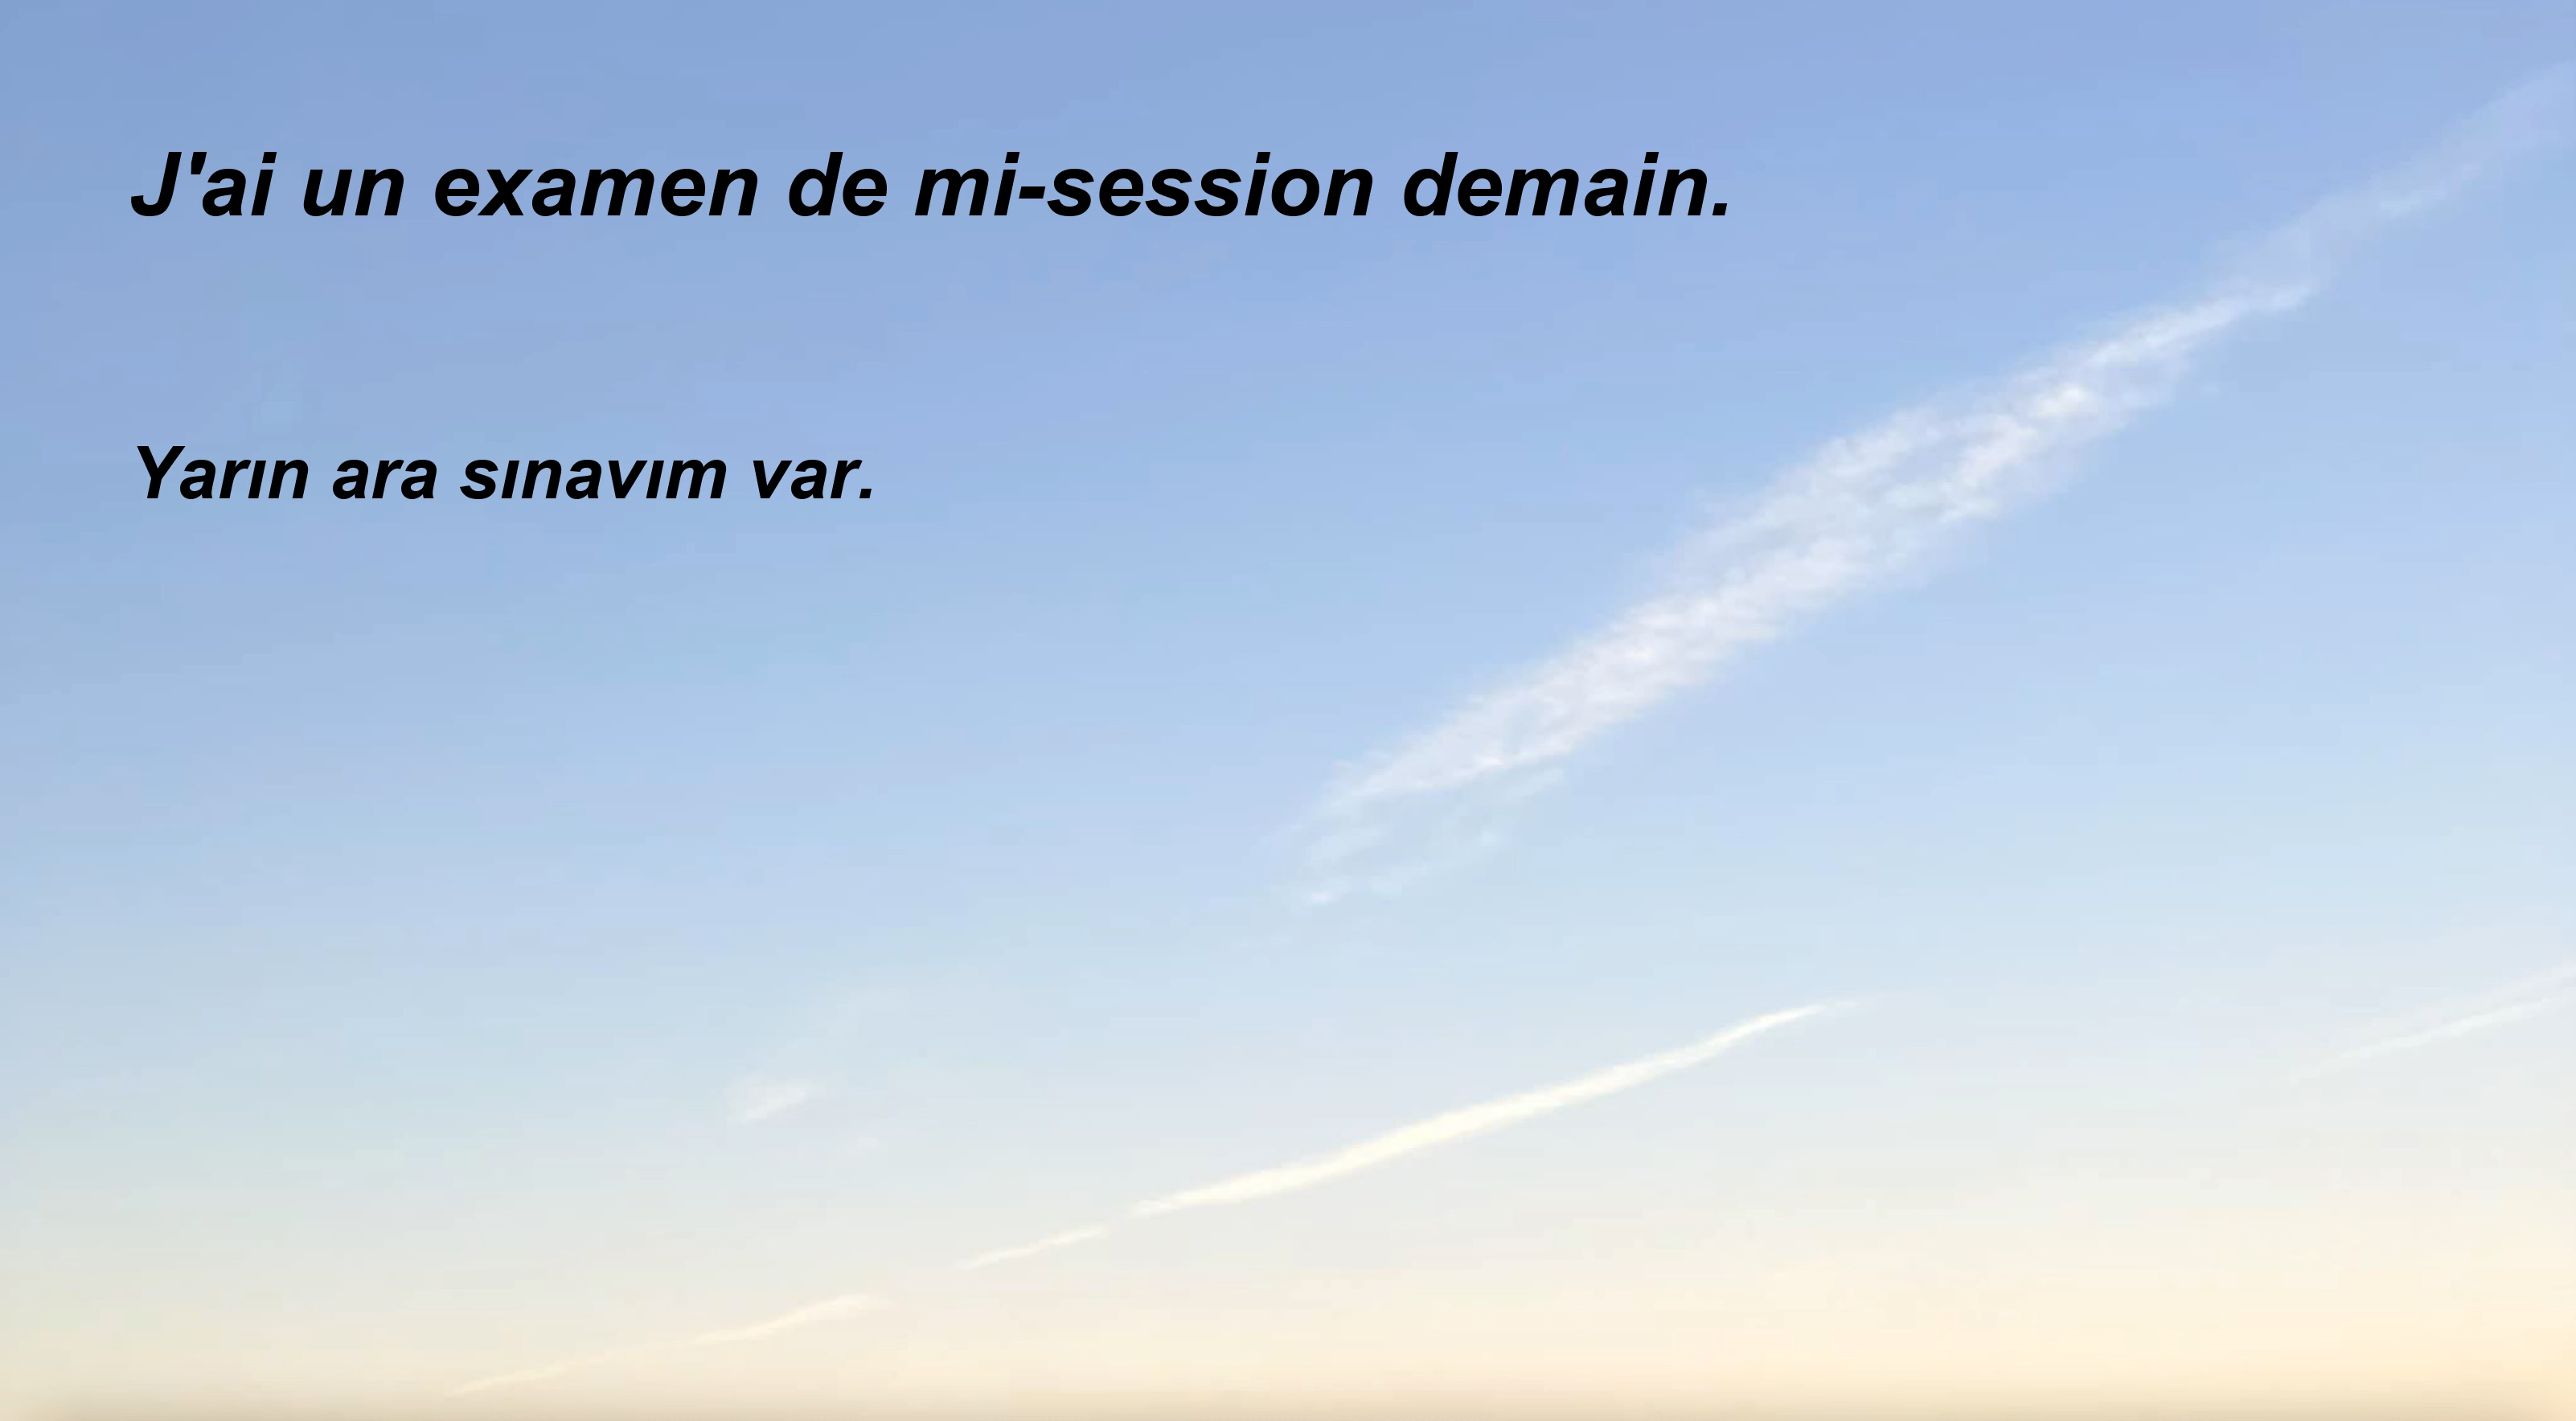 J'ai un examen de mi-session demain.
Yarın ara sınavım var.